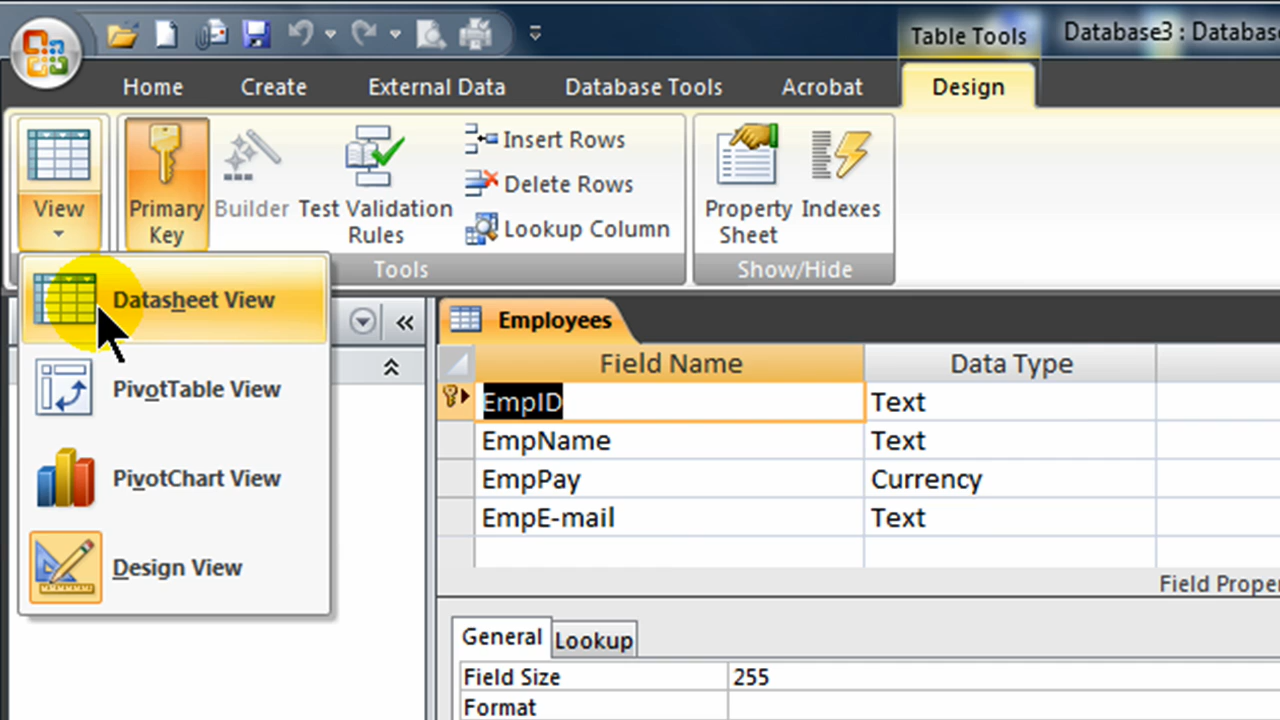 Table Tools
Database3 : Databas
Home
Create
External Data
Database Tools
Acrobat
Design
View
Primary
Key
Builder
Test Validation
Rules
Insert Rows
Delete Rows
Lookup Column
Property
Sheet
Indexes
Tools
Show/Hide
Datasheet View
PivotTable View
PivotChart View
Design View
Employees
Field Name
Data Type
EmpID
Text
EmpName
Text
EmpPay
Currency
EmpE-mail
Text
Field Proper
General
Lookup
Field Size
255
Format